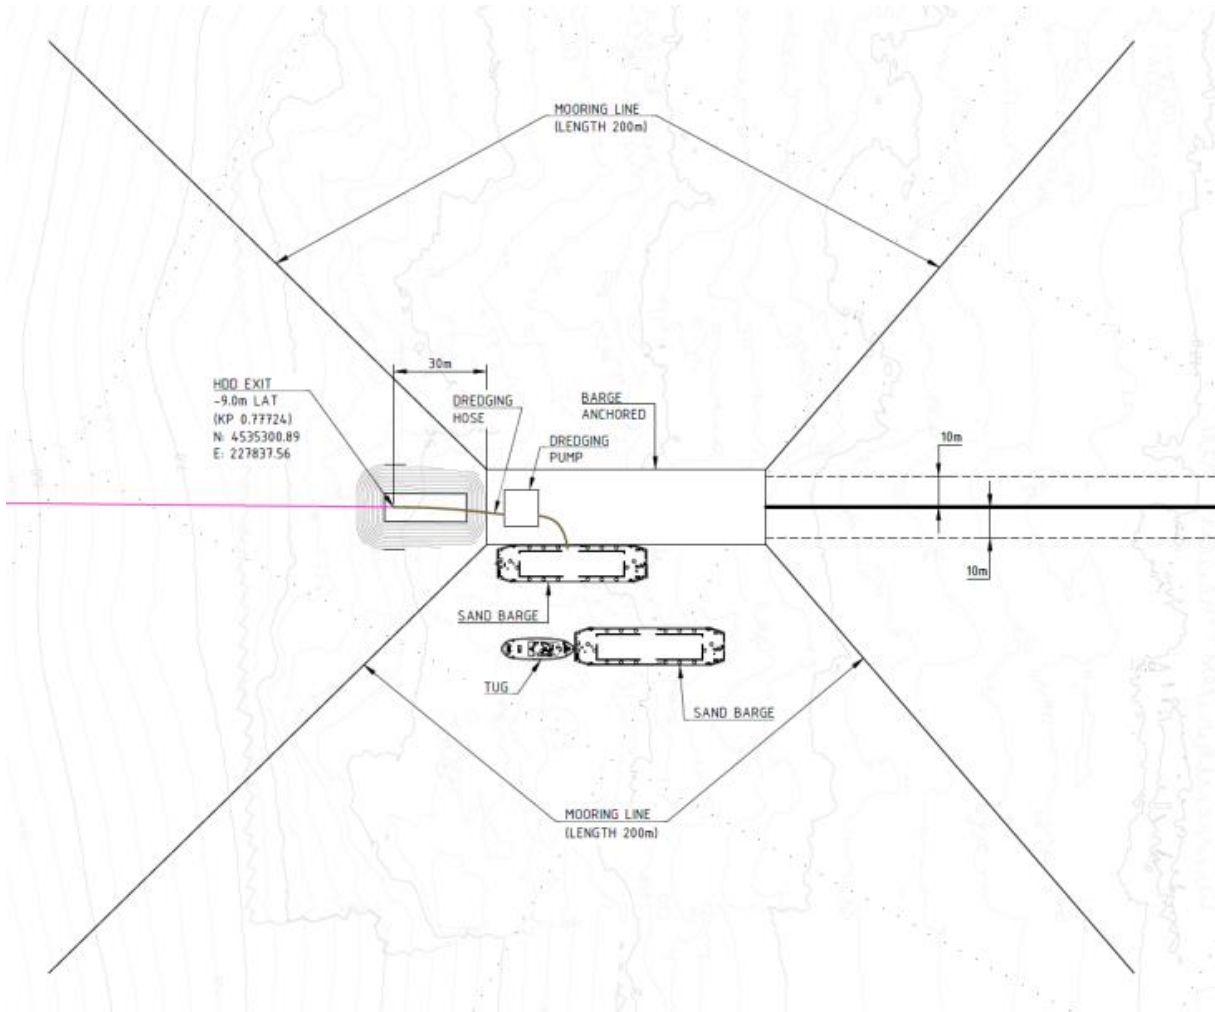 MOORING LINE
(LENGTH 200m)
30m
HDD EXIT
-9.0m LAT
(KP 0.77724)
N: 4535300.89
E: 227837.56
DREDGING
HOSE
BARGE
ANCHORED
DREDGING
PUMP
10m
10m
SAND BARGE
TUG
SAND BARGE
MOORING LINE
(LENGTH 200m)